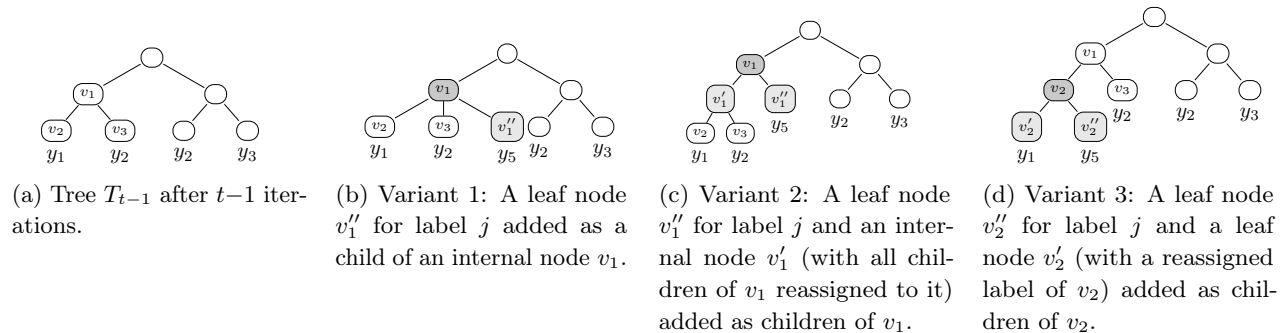 v₁
v₂ v₃
y₁ y₂ y₂ y₃
(a) Tree T_{t−1} after t−1 iter-
ations.
v₁
v₂ v₃ v₁″
y₁ y₂ y₅ y₂ y₃
(b) Variant 1: A leaf node
v₁″ for label j added as a
child of an internal node v₁.
v₁
v₁′ v₁″
y₅ y₂ y₃
v₂ v₃
y₁ y₂
(c) Variant 2: A leaf node
v₁″ for label j and an inter-
nal node v₁′ (with all chil-
dren of v₁ reassigned to it)
added as children of v₁.
v₁
v₂ v₃
y₂ y₂ y₃
v₂′ v₂″
y₁ y₅
(d) Variant 3: A leaf node
v₂″ for label j and a leaf
node v₂′ (with a reassigned
label of v₂) added as chil-
dren of v₂.